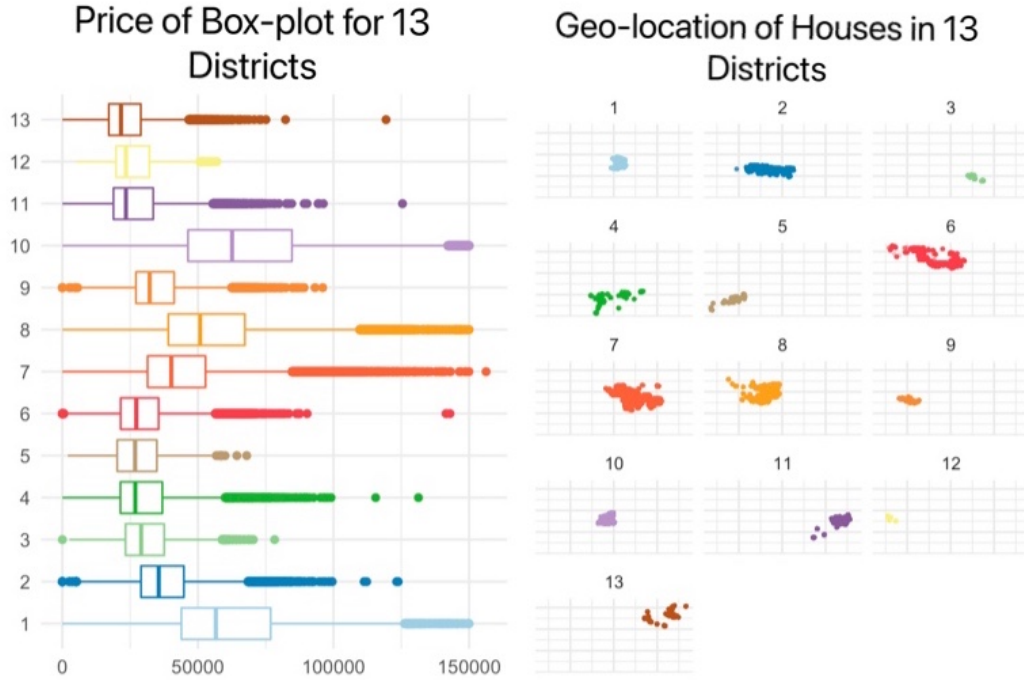 Price of Box-plot for 13
Districts
13
12
11
10
9
8
7
6
5
4
3
2
1
0 50000 100000 150000
Geo-location of Houses in 13
Districts
1 2 3
4 5 6
7 8 9
10 11 12
13